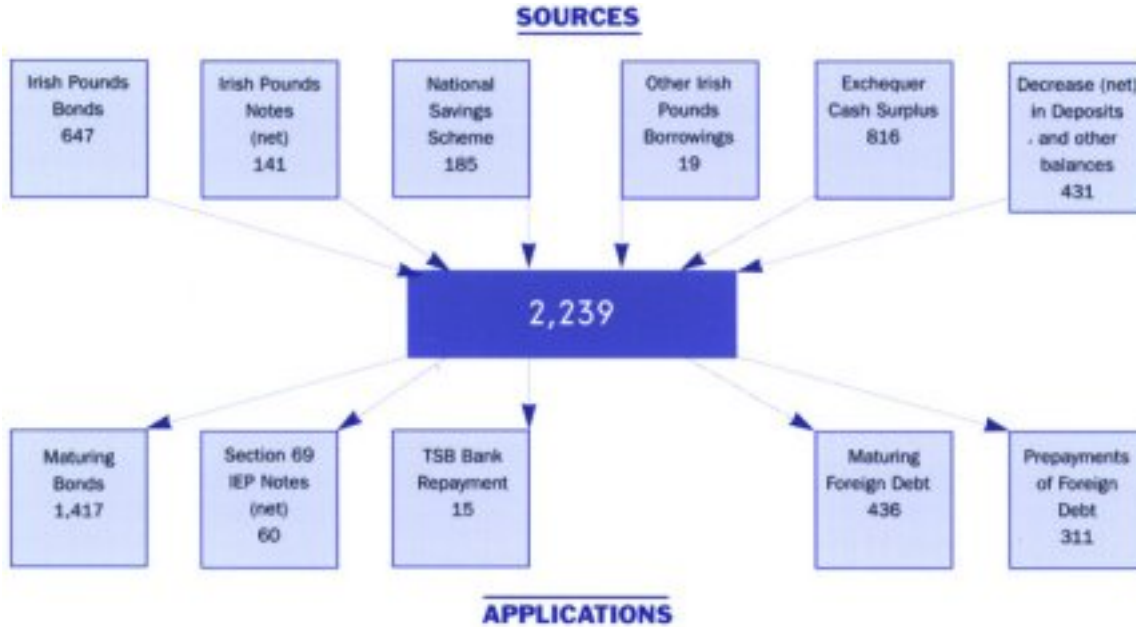 SOURCES
Irish Pounds
Bonds
647
Irish Pounds
Notes
(net)
141
National
Savings
Scheme
185
Other Irish
Pounds
Borrowings
19
Exchequer
Cash Surplus
816
Decrease (net)
in Deposits
and other
balances
431
2,239
Maturing
Bonds
1,417
Section 69
IEP Notes
(net)
60
TSB Bank
Repayment
15
Maturing
Foreign Debt
436
Prepayments
of Foreign
Debt
311
APPLICATIONS